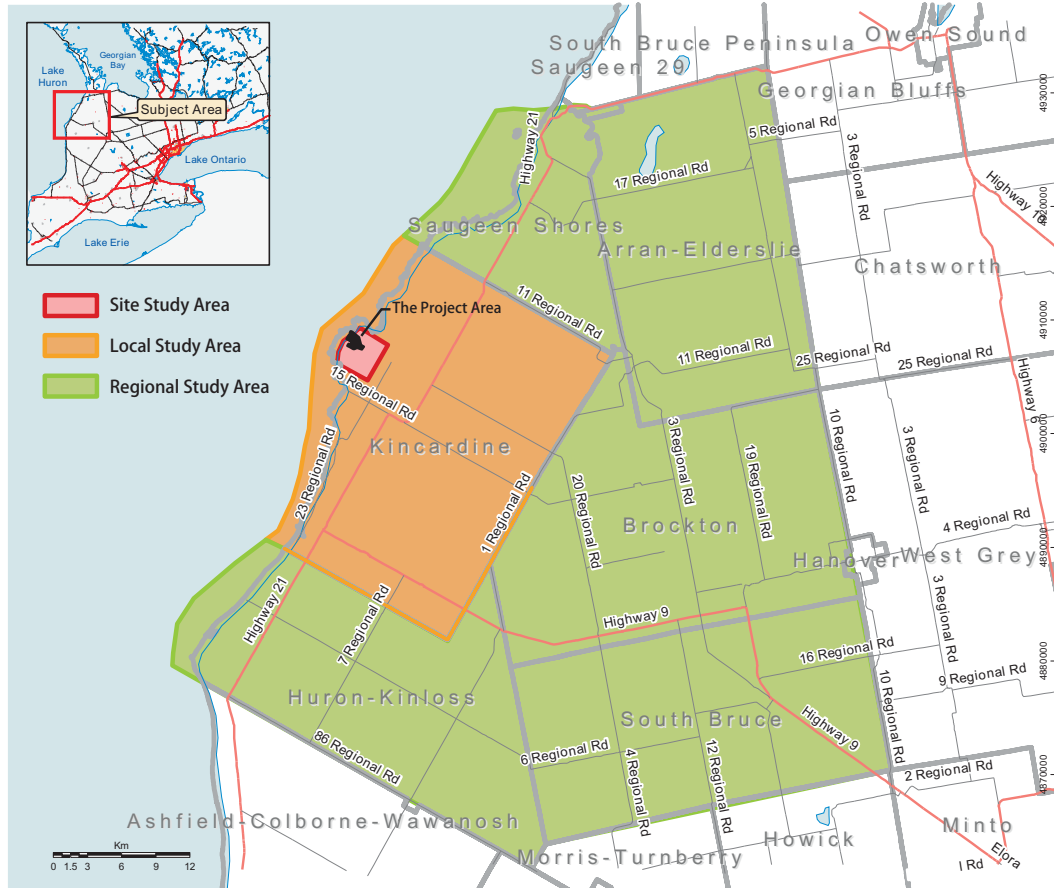 Lake
Huron
Georgian
Bay
Subject Area
Lake Ontario
Lake Erie
Site Study Area
Local Study Area
Regional Study Area
South Bruce Peninsula
Owen Sound
Saugeen 29
Georgian Bluffs
4930000
5 Regional Rd
3 Regional Rd
Highway 21
17 Regional Rd
Highway 10
4920000
Saugeen Shores
Arran-Elderslie
Chatsworth
The Project Area
11 Regional Rd
4910000
11 Regional Rd
25 Regional Rd
25 Regional Rd
15 Regional Rd
Highway 6
Kincardine
10 Regional Rd
3 Regional Rd
3 Regional Rd
19 Regional Rd
4900000
23 Regional Rd
1 Regional Rd
20 Regional Rd
Brockton
4 Regional Rd
Hanover
West Grey
4890000
Highway 21
7 Regional Rd
Highway 9
3 Regional Rd
16 Regional Rd
4880000
Huron-Kinloss
10 Regional Rd
9 Regional Rd
South Bruce
Highway 9
86 Regional Rd
6 Regional Rd
4 Regional Rd
12 Regional Rd
2 Regional Rd
4870000
Ashfield-Colborne-Wawanosh
Howick
Minto
Morris-Turnberry
Elora
I Rd
Km
0 1.5 3 6 9 12